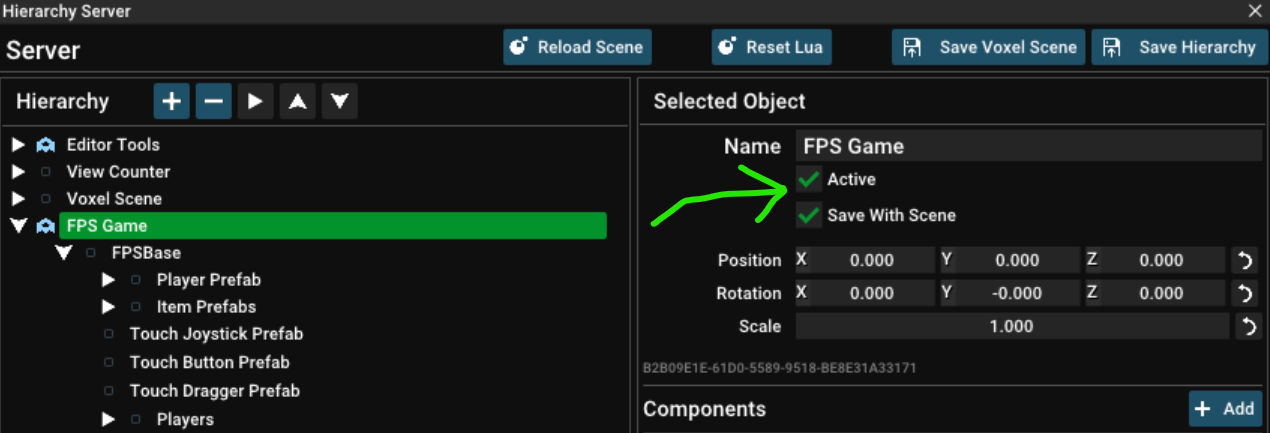 Hierarchy Server
Server
Reload Scene
Reset Lua
Save Voxel Scene
Save Hierarchy
Hierarchy
Editor Tools
View Counter
Voxel Scene
FPS Game
FPSBase
Player Prefab
Item Prefabs
Touch Joystick Prefab
Touch Button Prefab
Touch Dragger Prefab
Players
Selected Object
Name FPS Game
Active
Save With Scene
Position X 0.000 Y 0.000 Z 0.000
Rotation X 0.000 Y -0.000 Z 0.000
Scale 1.000
B2B09E1E-61D0-5589-9518-BE8E31A33171
Components
+ Add